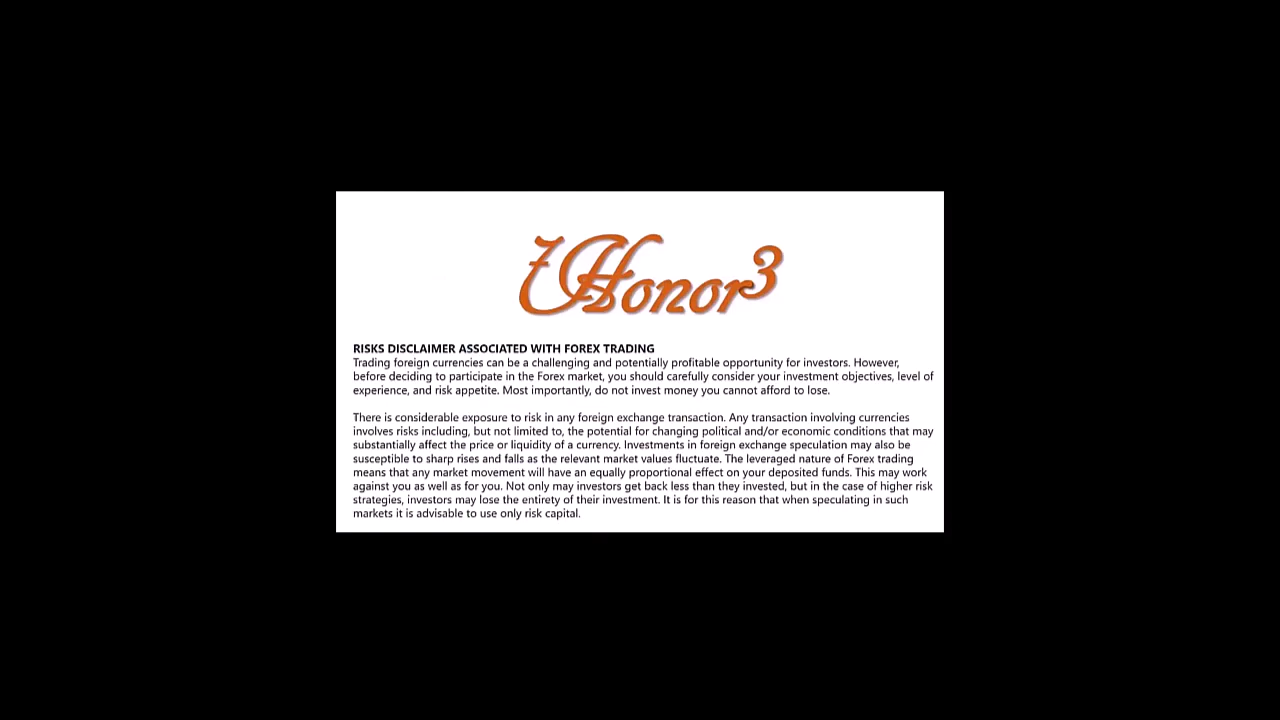 tHonor3
RISKS DISCLAIMER ASSOCIATED WITH FOREX TRADING
Trading foreign currencies can be a challenging and potentially profitable opportunity for investors. However,
before deciding to participate in the Forex market, you should carefully consider your investment objectives, level of
experience, and risk appetite. Most importantly, do not invest money you cannot afford to lose.
There is considerable exposure to risk in any foreign exchange transaction. Any transaction involving currencies
involves risks including, but not limited to, the potential for changing political and/or economic conditions that may
substantially affect the price or liquidity of a currency. Investments in foreign exchange speculation may also be
susceptible to sharp rises and falls as the relevant market values fluctuate. The leveraged nature of Forex trading
means that any market movement will have an equally proportional effect on your deposited funds. This may work
against you as well as for you. Not only may investors get back less than they invested, but in the case of higher risk
strategies, investors may lose the entirety of their investment. It is for this reason that when speculating in such
markets it is advisable to use only risk capital.